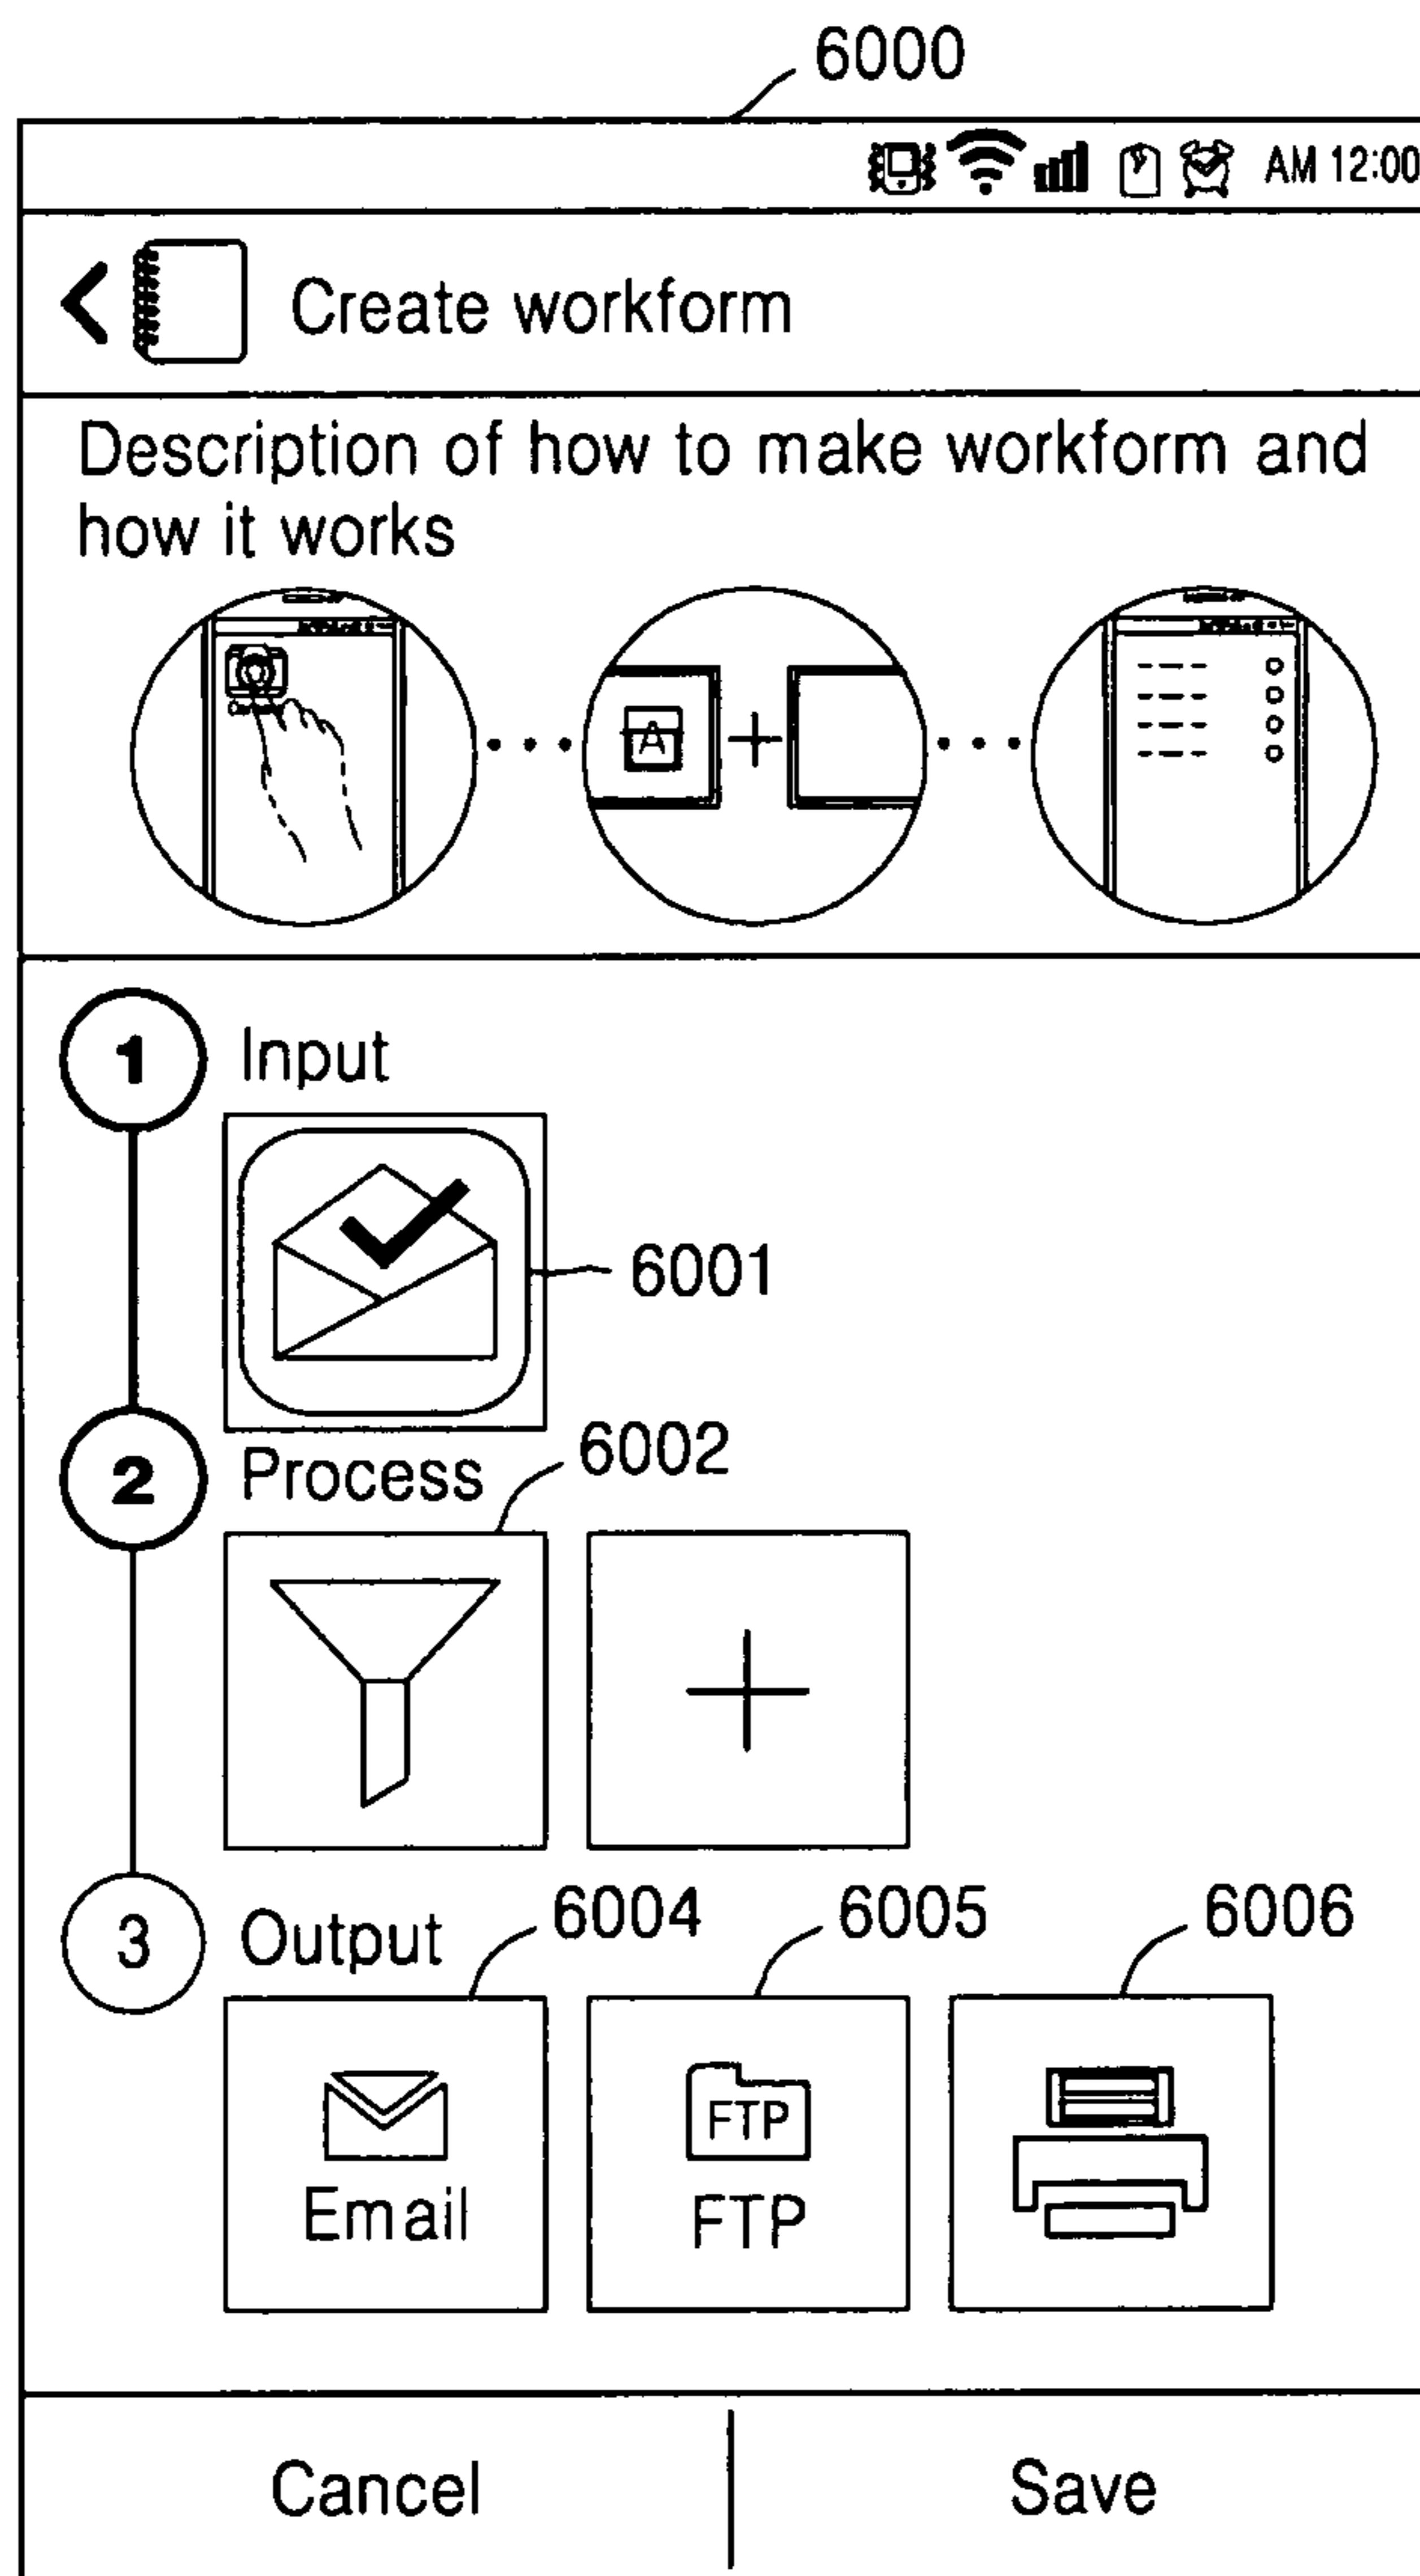 6000
AM 12:00
Create workform
Description of how to make workform and
how it works
A
1 Input
6001
2 Process 6002
3 Output 6004 6005 6006
FTP
Email FTP
Cancel Save